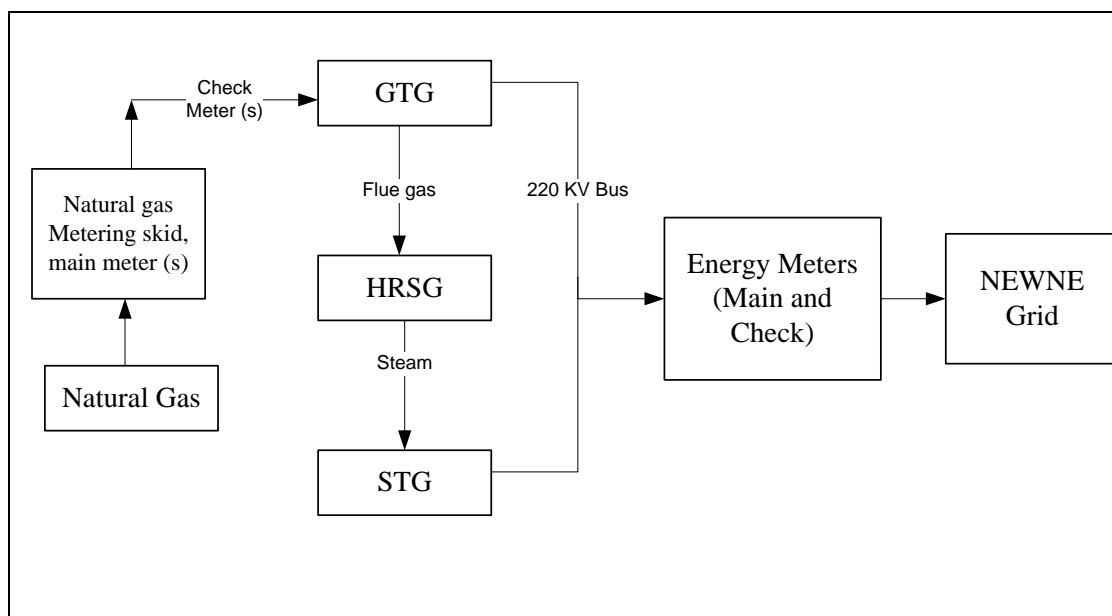 Check
Meter (s)
GTG
Natural gas
Metering skid,
main meter (s)
Flue gas
220 KV Bus
Energy Meters
(Main and
Check)
NEWNE
Grid
HRSG
Steam
Natural Gas
STG